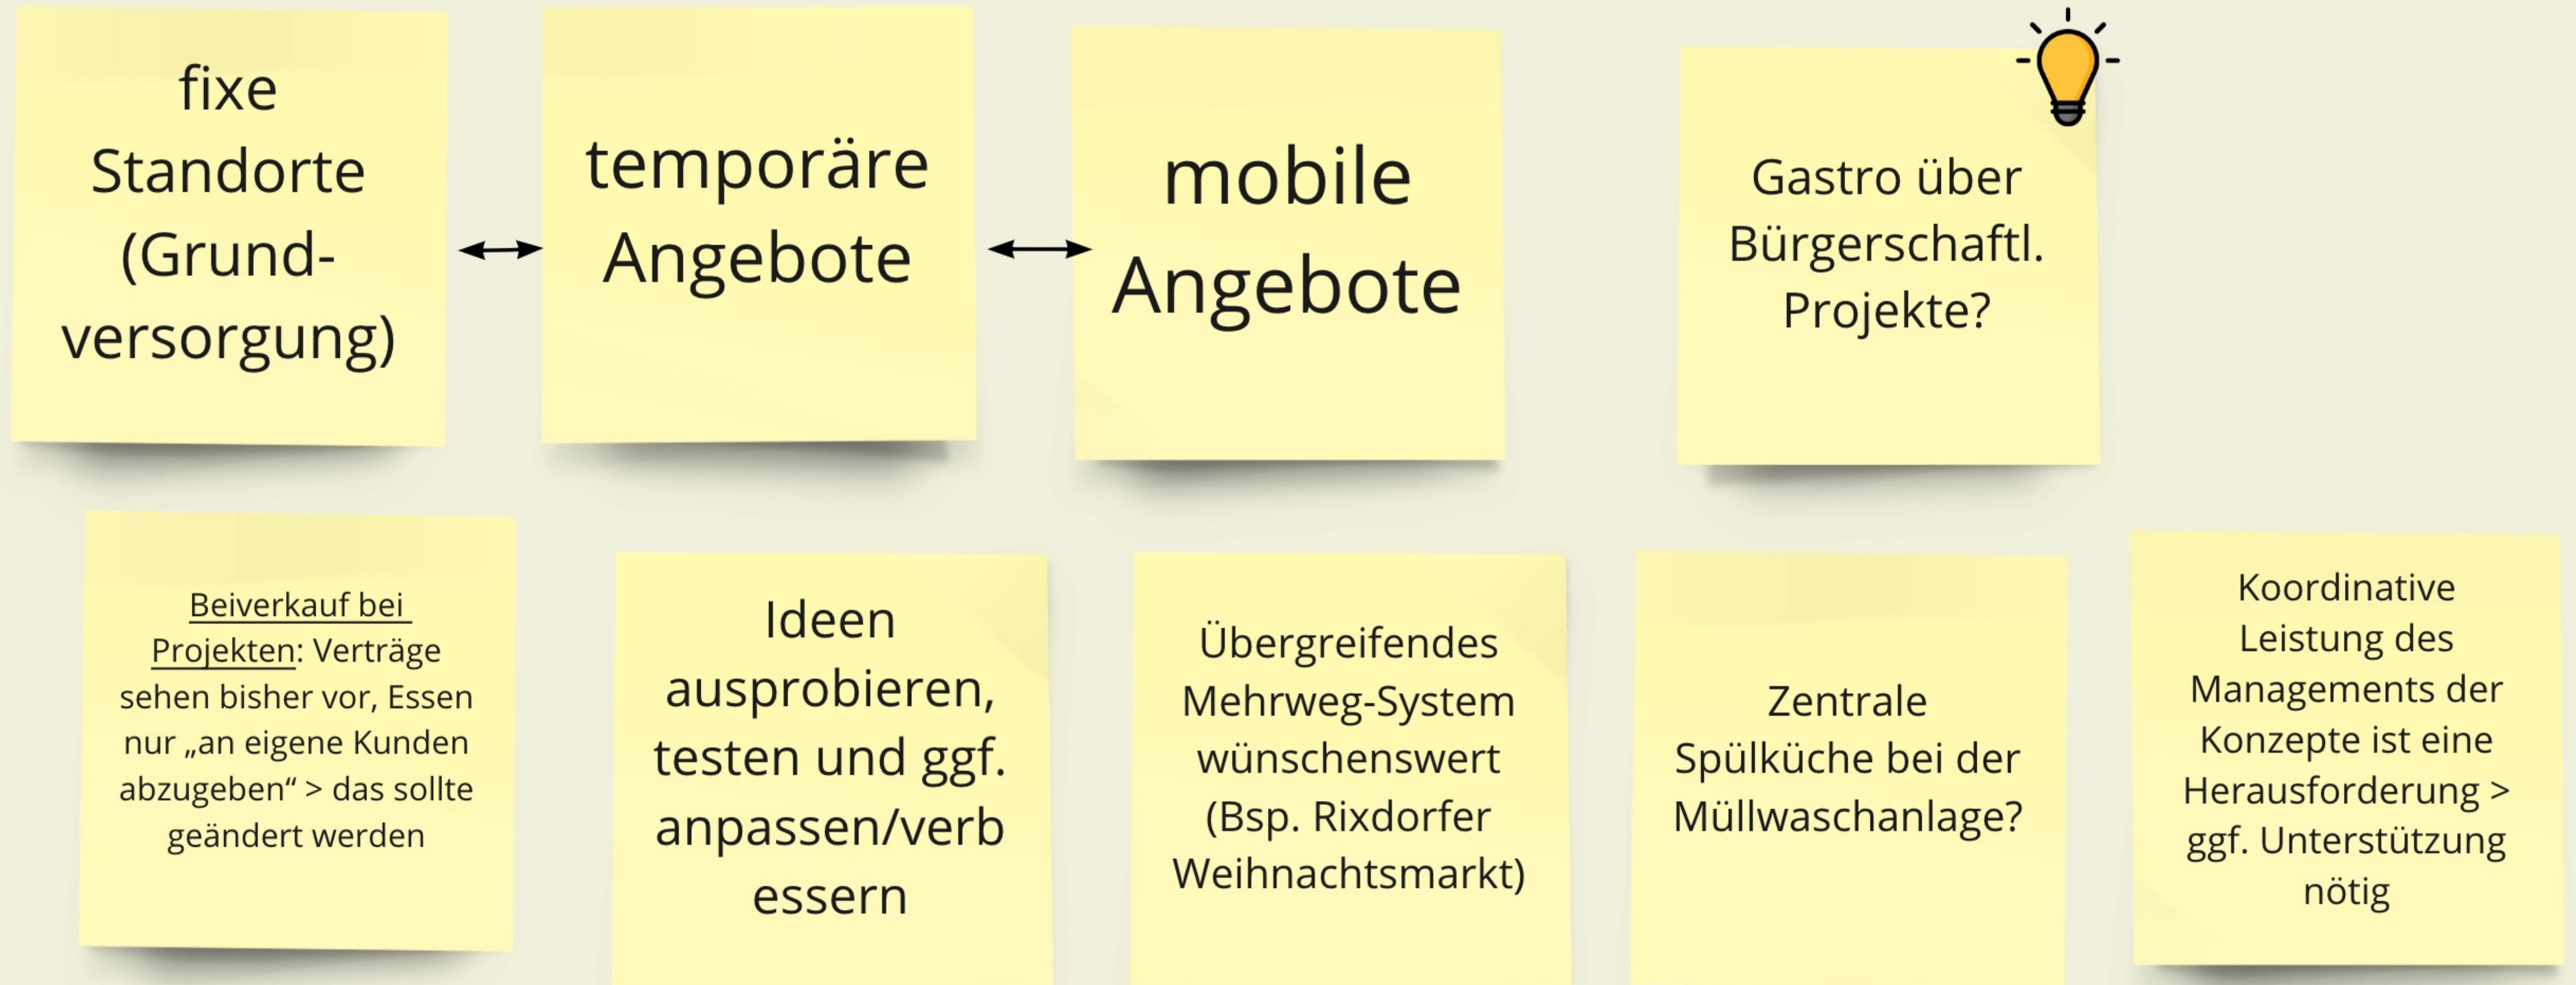 fixe
Standorte
(Grund-
versorgung)
temporäre
Angebote
mobile
Angebote
Gastro über
Bürgerschaftl.
Projekte?
Beiverkauf bei
Projekten: Verträge
sehen bisher vor, Essen
nur „an eigene Kunden
abzugeben“ > das sollte
geändert werden
Ideen
ausprobieren,
testen und ggf.
anpassen/verb
essern
Übergreifendes
Mehrweg-System
wünschenswert
(Bsp. Rixdorfer
Weihnachtsmarkt)
Zentrale
Spülküche bei der
Müllwaschanlage?
Koordinative
Leistung des
Managements der
Konzepte ist eine
Herausforderung >
ggf. Unterstützung
nötig